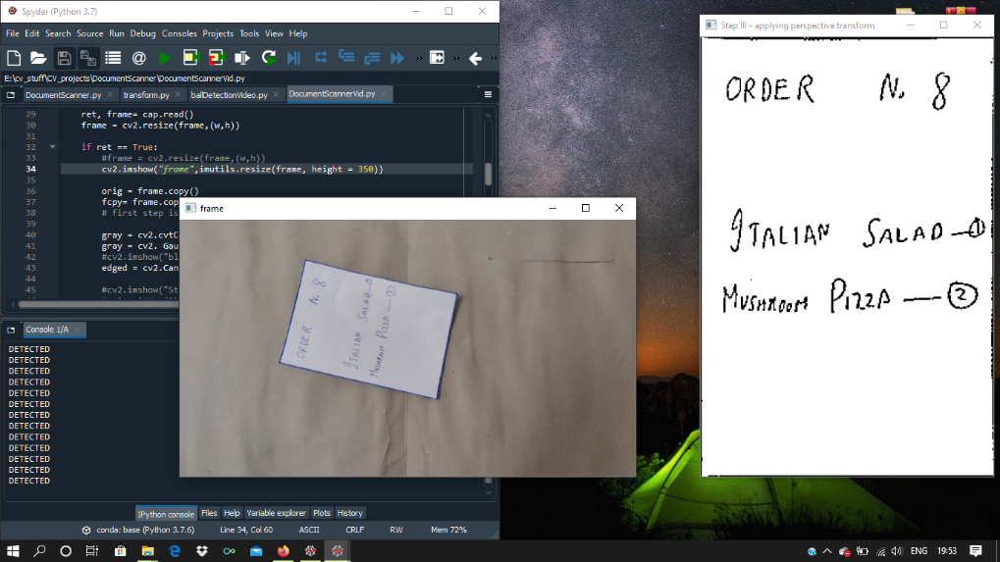 Spyder (Python 3.7)
File Edit Search Source Run Debug Consoles Projects Tools View Help
E:\cv_stuff\CV_projects\DocumentScanner\DocumentScannerVid.py
DocumentScanner.py transform.py ballDetectionVideo.py DocumentScannerVid.py
29 ret, frame= cap.read()
30 frame = cv2.resize(frame,(w,h))
31
32 if ret == True:
33 #frame = cv2.resize(frame,(w,h))
34 cv2.imshow("frame",imutils.resize(frame, height = 350))
35
36 orig = frame.copy()
37 fcpy= frame.cop
38 # first step is
39
40 gray = cv2.cvtC
41 gray = cv2. Gau
42 #cv2.imshow("bl
43 edged = cv2.Can
44
45 #cv2.imshow("St
Console 1/A
DETECTED
DETECTED
DETECTED
DETECTED
DETECTED
DETECTED
DETECTED
DETECTED
DETECTED
DETECTED
DETECTED
DETECTED
DETECTED
IPython console Files Help Variable explorer Plots History
conda: base (Python 3.7.6) Line 34, Col 60 ASCII CRLF RW Mem 72%
frame
ORDER N. 8
ITALIAN SALAD—①
MUSHROOM PIZZA—②
Step III - applying perspective transform
ORDER N. 8
ITALIAN SALAD—①
MUSHROOM PIZZA — ②
ENG 19:53